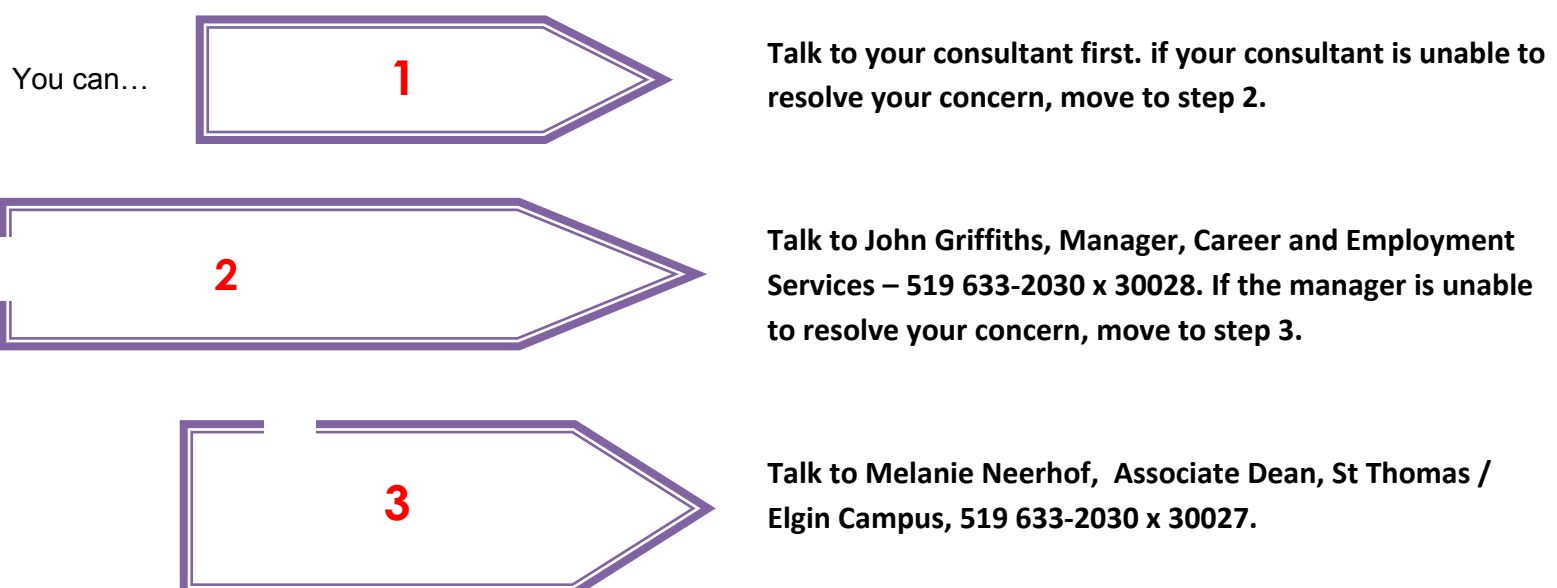 You can…
1
Talk to your consultant first. if your consultant is unable to
resolve your concern, move to step 2.
2
Talk to John Griffiths, Manager, Career and Employment
Services – 519 633-2030 x 30028. If the manager is unable
to resolve your concern, move to step 3.
3
Talk to Melanie Neerhof,  Associate Dean, St Thomas /
Elgin Campus, 519 633-2030 x 30027.